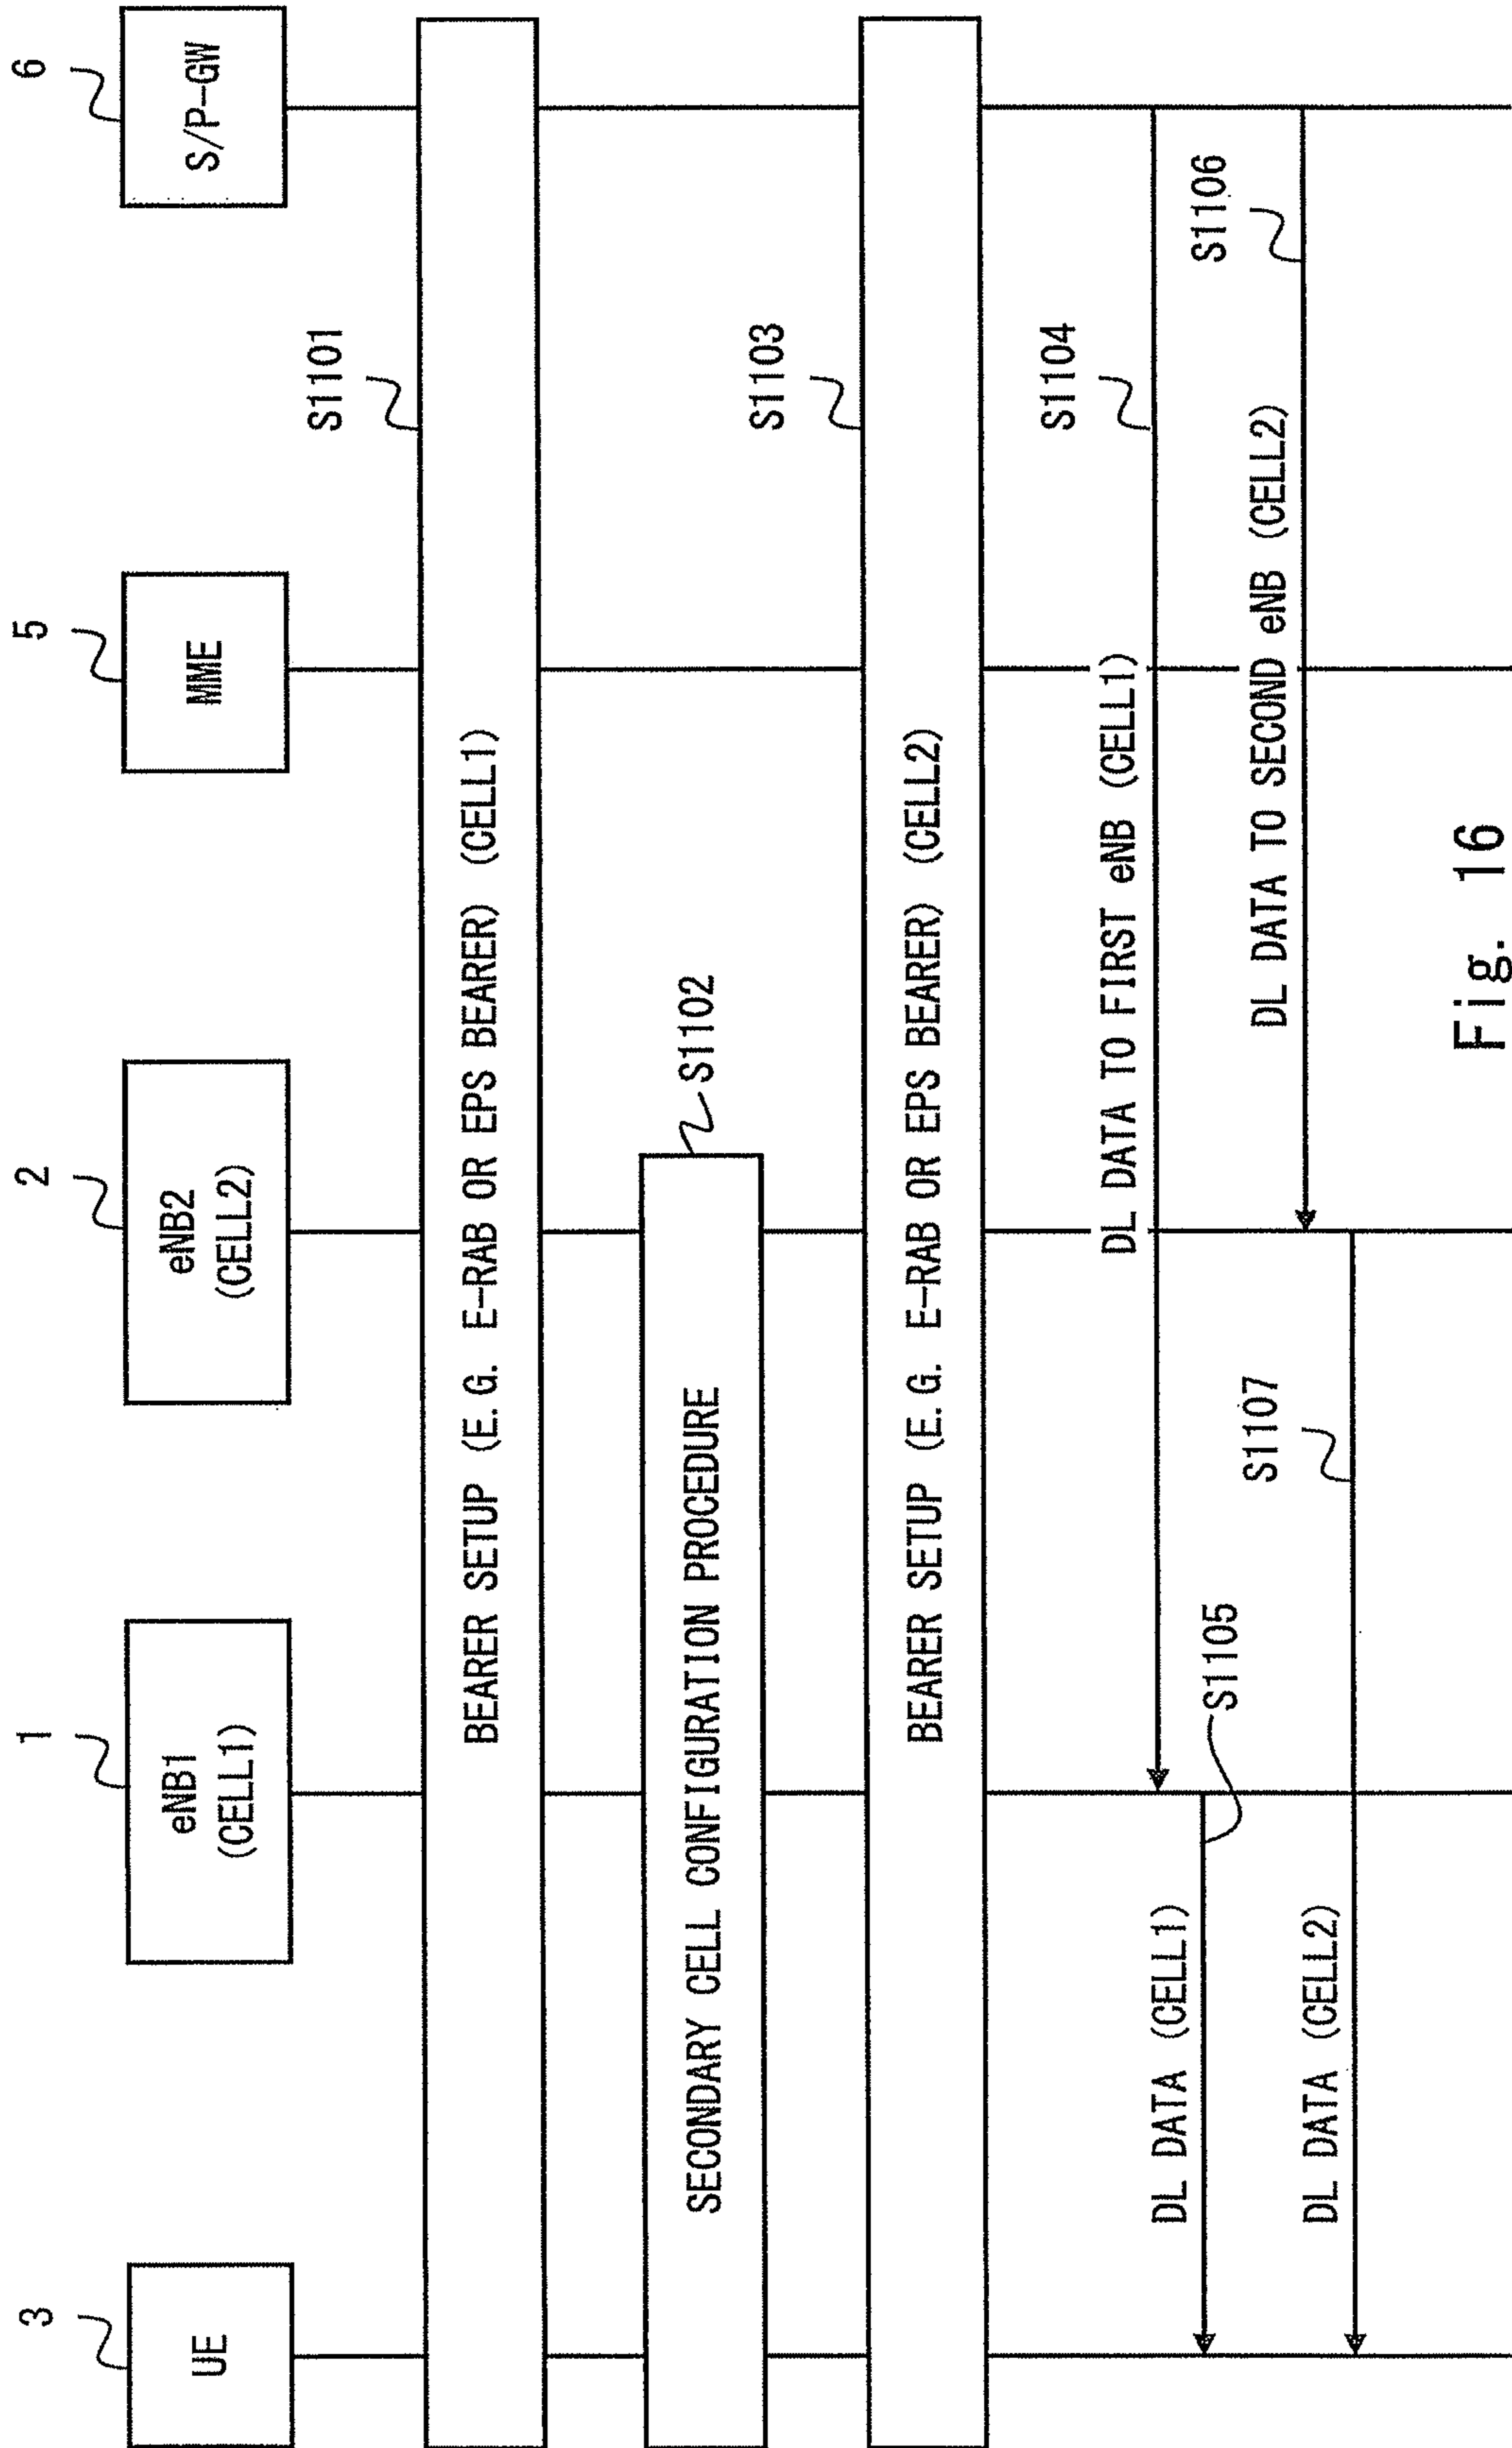 3
1
2
5
6
UE
eNB1
(CELL1)
eNB2
(CELL2)
MME
S/P-GW
S1101
BEARER SETUP (E.G. E-RAB OR EPS BEARER) (CELL1)
S1102
SECONDARY CELL CONFIGURATION PROCEDURE
S1103
BEARER SETUP (E.G. E-RAB OR EPS BEARER) (CELL2)
S1104
DL DATA TO FIRST eNB (CELL1)
DL DATA (CELL1)
S1105
S1106
DL DATA TO SECOND eNB (CELL2)
S1107
DL DATA (CELL2)
Fig. 16